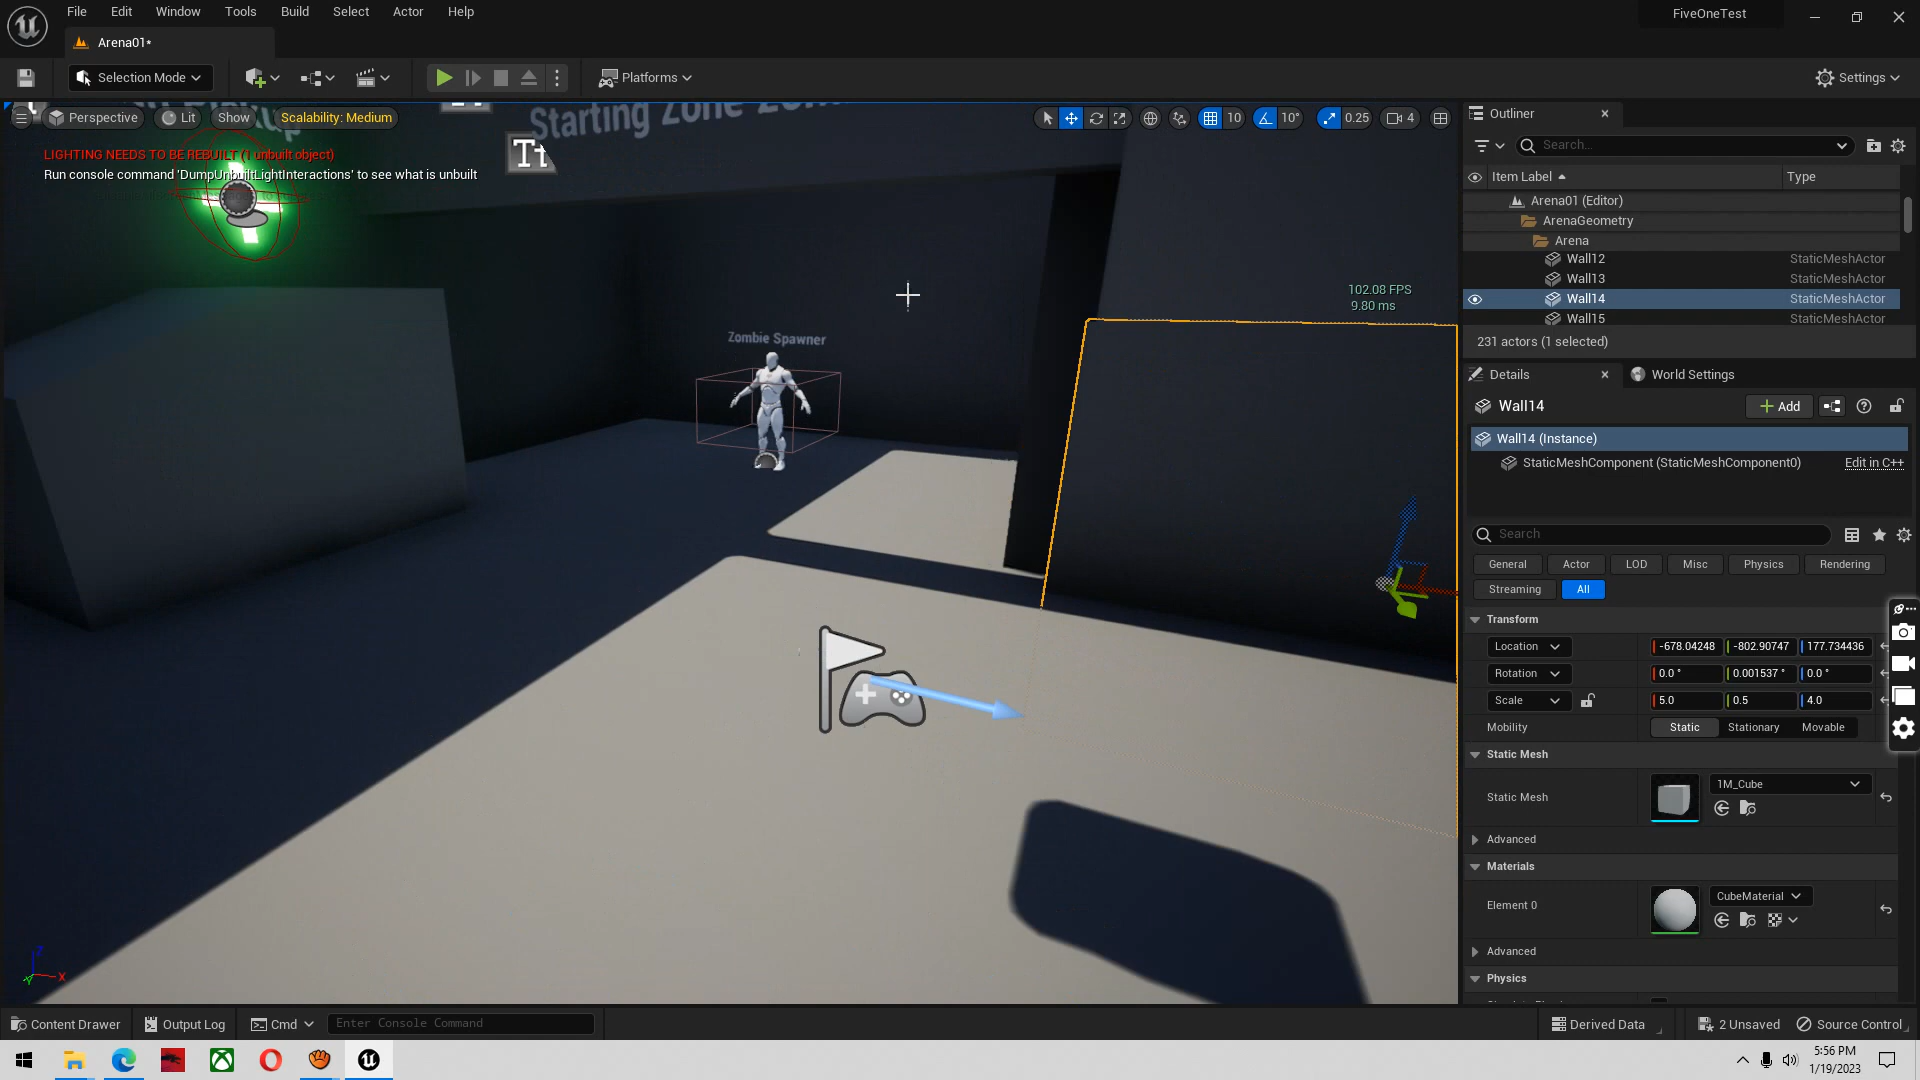 File Edit Window Tools Build Select Actor Help
FiveOneTest
Arena01*
Selection Mode
Platforms
Settings
Perspective Lit Show Scalability: Medium
Starting Zone
10 10° 0.25 4
LIGHTING NEEDS TO BE REBUILT (1 unbuilt object)
Run console command 'DumpUnbuiltLightInteractions' to see what is unbuilt
Tt
102.08 FPS
9.80 ms
Zombie Spawner
Z
X
Y
Outliner
Search...
Item Label Type
Arena01 (Editor)
ArenaGeometry
Arena
Wall12 StaticMeshActor
Wall13 StaticMeshActor
Wall14 StaticMeshActor
Wall15 StaticMeshActor
231 actors (1 selected)
Details World Settings
Wall14
Add
Wall14 (Instance)
StaticMeshComponent (StaticMeshComponent0) Edit in C++
Search
General Actor LOD Misc Physics Rendering
Streaming All
Transform
Location -678.04248 -802.90747 177.734436
Rotation 0.0 ° 0.001537 ° 0.0 °
Scale 5.0 0.5 4.0
Mobility Static Stationary Movable
Static Mesh
Static Mesh 1M_Cube
Advanced
Materials
Element 0 CubeMaterial
Advanced
Physics
Content Drawer Output Log Cmd Enter Console Command
Derived Data 2 Unsaved Source Control
5:56 PM
1/19/2023